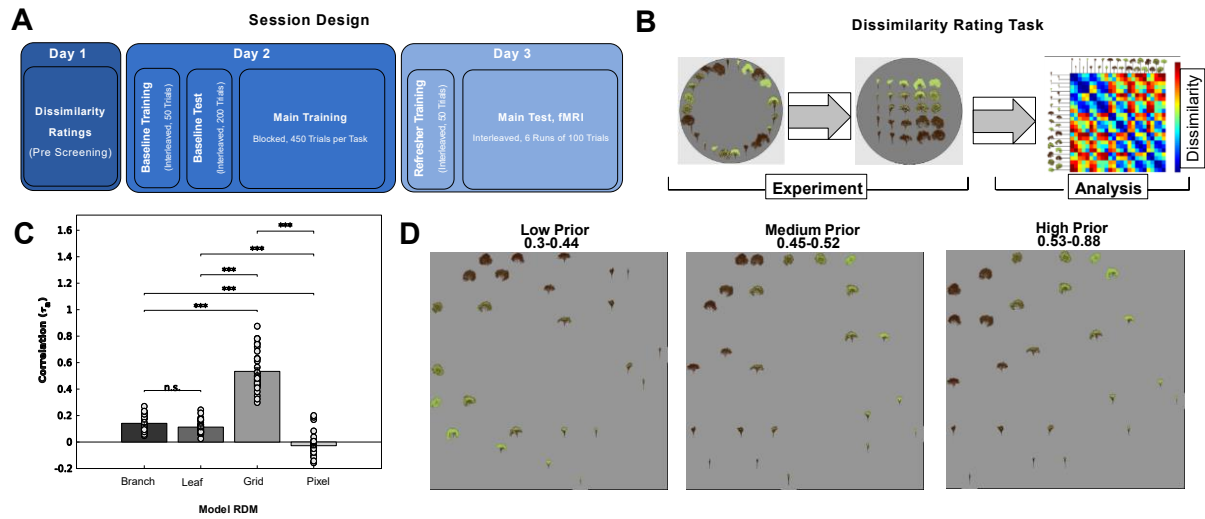 A
Session Design
Day 1
Dissimilarity
Ratings
(Pre Screening)
Day 2
Baseline Training
(Interleaved, 50 Trials)
Baseline Test
(Interleaved, 200 Trials)
Main Training
Blocked, 450 Trials per Task
Day 3
Refresher Training
(Interleaved, 50 Trials)
Main Test, fMRI
Interleaved, 6 Runs of 100 Trials
B
Dissimilarity Rating Task
Dissimilarity
Experiment
Analysis
C
Correlation (τₐ)
1.6
1.4
1.2
1
0.8
0.6
0.4
0.2
0
-0.2
***
***
***
***
***
n.s.
Branch
Leaf
Grid
Pixel
Model RDM
D
Low Prior
0.3-0.44
Medium Prior
0.45-0.52
High Prior
0.53-0.88